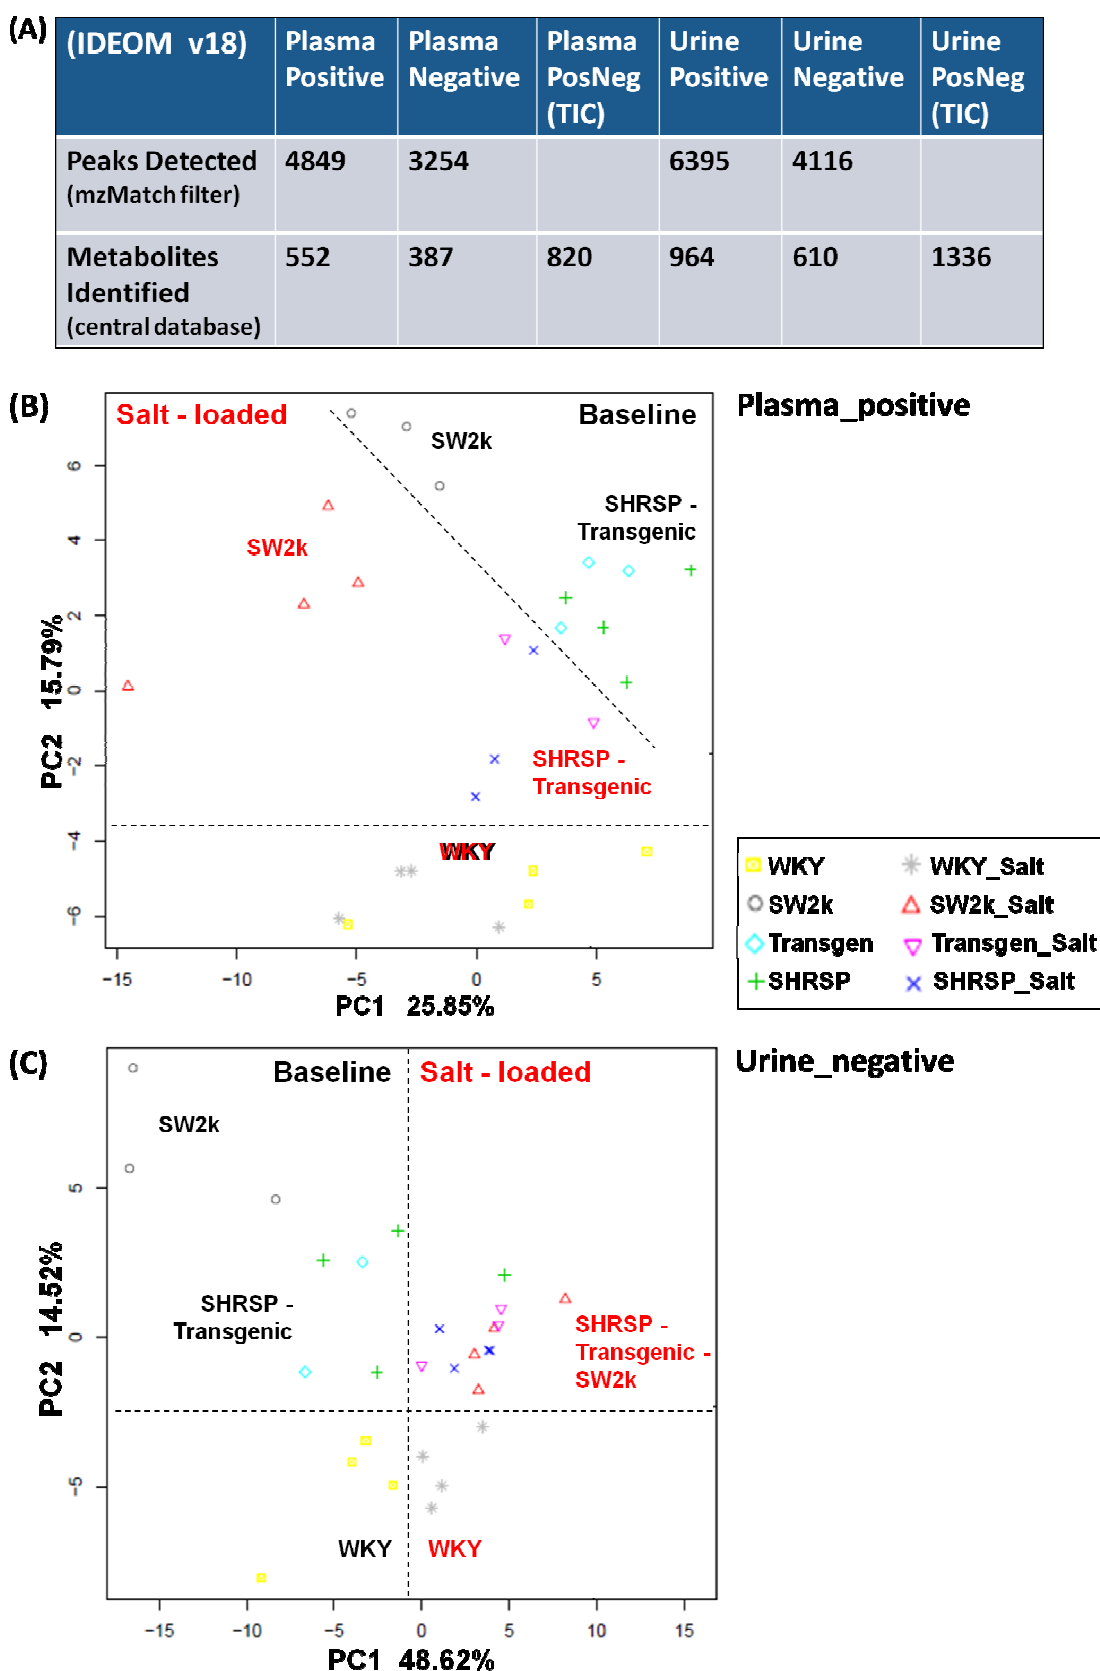 (A)
(IDEOM v18)
Plasma Positive
Plasma Negative
Plasma PosNeg (TIC)
Urine Positive
Urine Negative
Urine PosNeg (TIC)
Peaks Detected
(mzMatch filter)
4849
3254
6395
4116
Metabolites
Identified
(central database)
552
387
820
964
610
1336
(B)
Salt - loaded
Baseline
Plasma_positive
SW2k
SHRSP -
Transgenic
SW2k
SHRSP -
Transgenic
WKY
PC2 15.79%
6
4
2
0
−2
−4
−6
−15
−10
−5
0
5
PC1 25.85%
WKY
WKY_Salt
SW2k
SW2k_Salt
Transgen
Transgen_Salt
SHRSP
SHRSP_Salt
(C)
Baseline
Salt - loaded
Urine_negative
SW2k
SHRSP -
Transgenic
SHRSP -
Transgenic -
SW2k
WKY
WKY
PC2 14.52%
5
0
−5
−15
−10
−5
0
5
10
15
PC1 48.62%